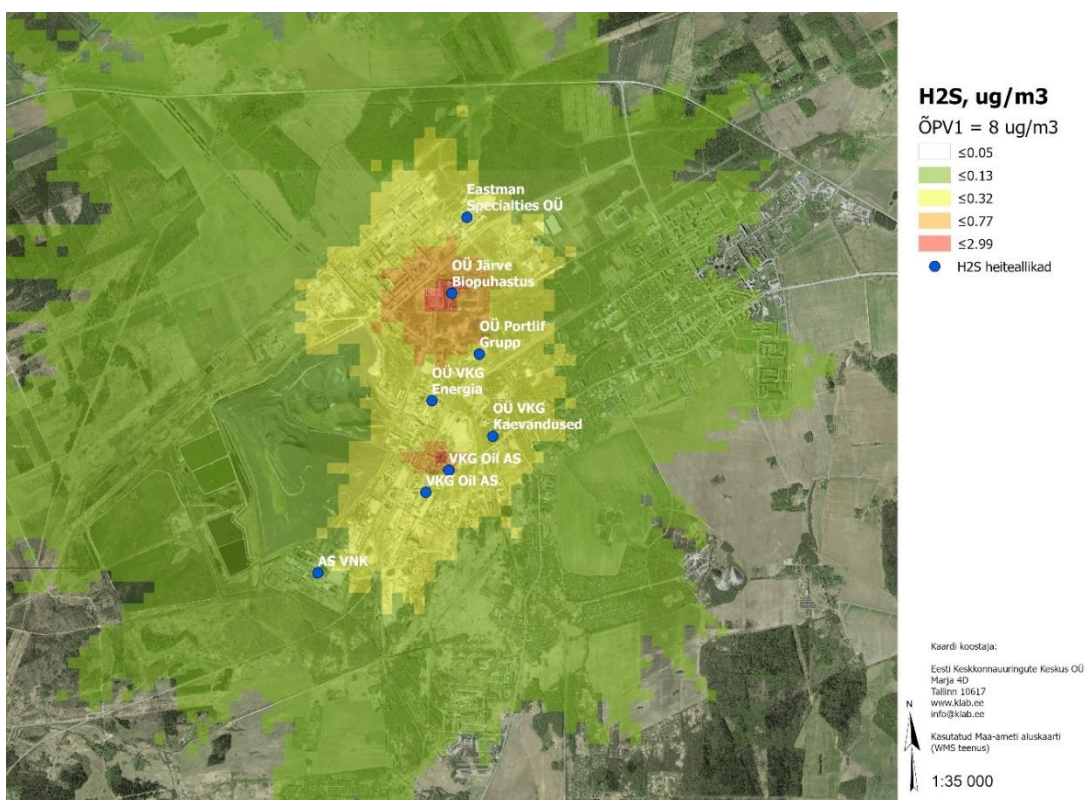 Eastman
Specialties OÜ
OÜ Järve
Biopuhastus
OÜ Portlif
Grupp
OÜ VKG
Energia
OÜ VKG
Kaevandused
VKG Oil AS
VKG Oil AS
AS VNK
H2S, ug/m3
ÕPV1 = 8 ug/m3
≤0.05
≤0.13
≤0.32
≤0.77
≤2.99
H2S heiteallikad
Kaardi koostaja:
Eesti Keskkonnauuringute Keskus OÜ
Marja 4D
Tallinn 10617
www.klab.ee
info@klab.ee
Kasutatud Maa-ameti aluskaarti
(WMS teenus)
N
1:35 000